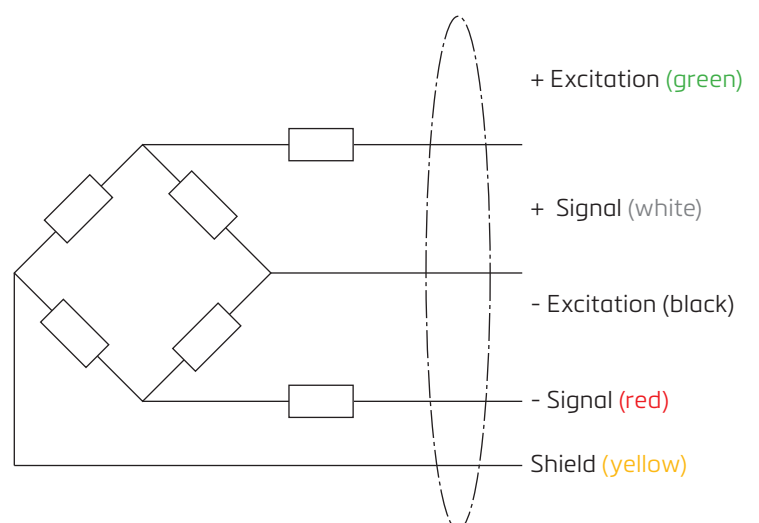 + Excitation (green)
+ Signal (white)
- Excitation (black)
- Signal (red)
Shield (yellow)